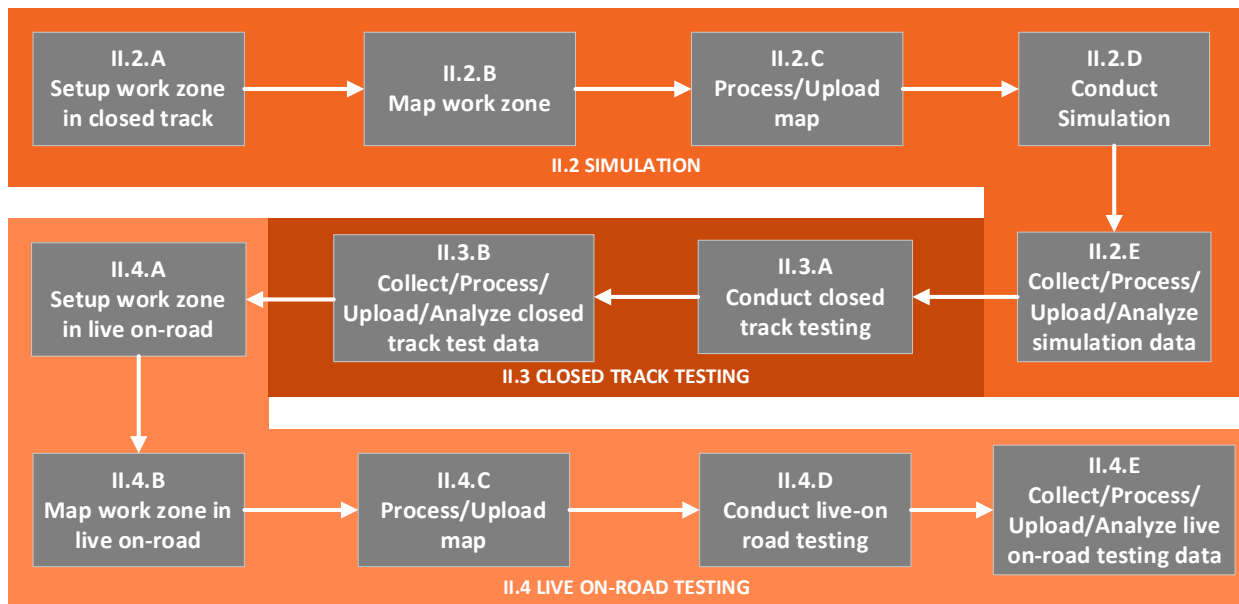 II.2.A
Setup work zone
in closed track
II.2.B
Map work zone
II.2.C
Process/Upload
map
II.2.D
Conduct
Simulation
II.2 SIMULATION
II.2.E
Collect/Process/
Upload/Analyze
simulation data
II.3.A
Conduct closed
track testing
II.3.B
Collect/Process/
Upload/Analyze closed
track test data
II.3 CLOSED TRACK TESTING
II.4.A
Setup work zone
in live on-road
II.4.B
Map work zone in
live on-road
II.4.C
Process/Upload
map
II.4.D
Conduct live-on
road testing
II.4.E
Collect/Process/
Upload/Analyze live
on-road testing data
II.4 LIVE ON-ROAD TESTING